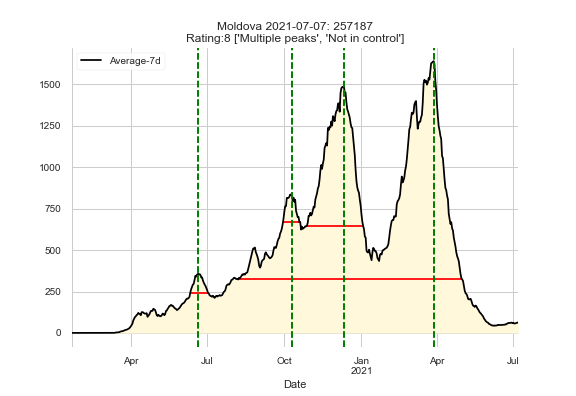 Moldova 2021-07-07: 257187
Rating:8 ['Multiple peaks', 'Not in control']
Average-7d
1500
1250
1000
750
500
250
0
Apr
Jul
Oct
Jan
2021
Apr
Jul
Date